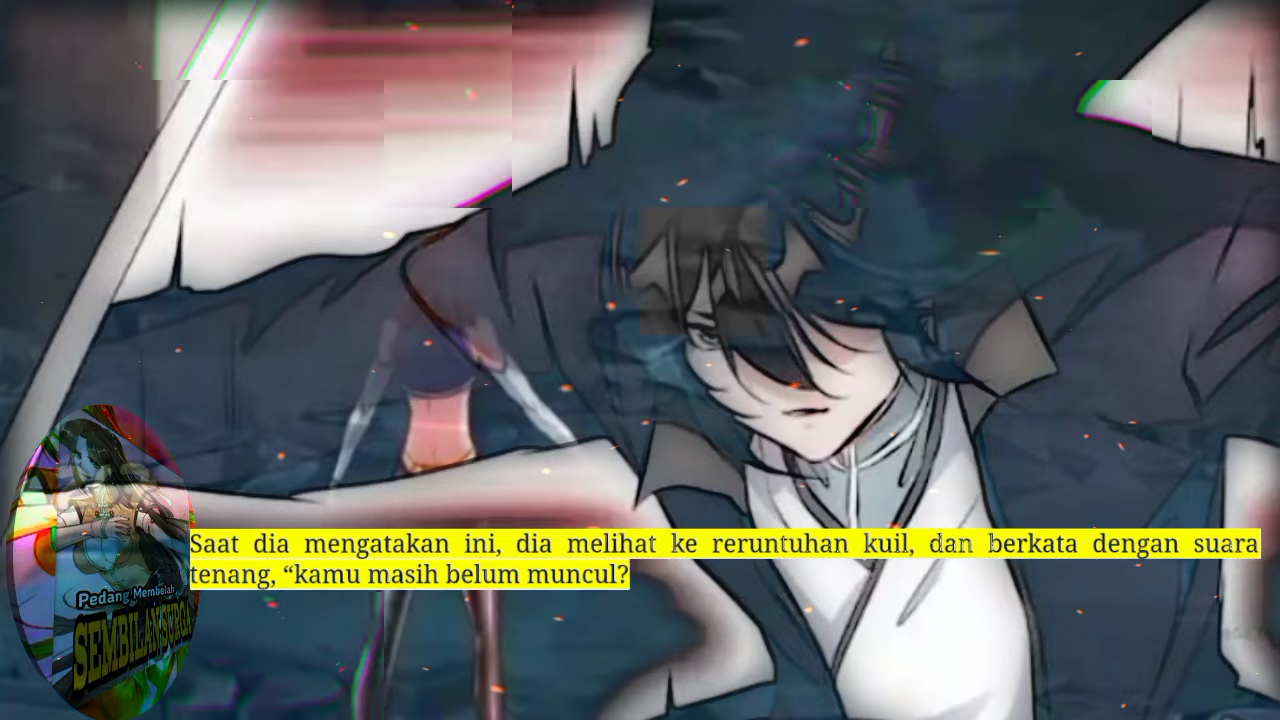 Saat dia mengatakan ini, dia melihat ke reruntuhan kuil, dan berkata dengan suara
tenang, “kamu masih belum muncul?
Pedang Membelah
SEMBILAN SURGA